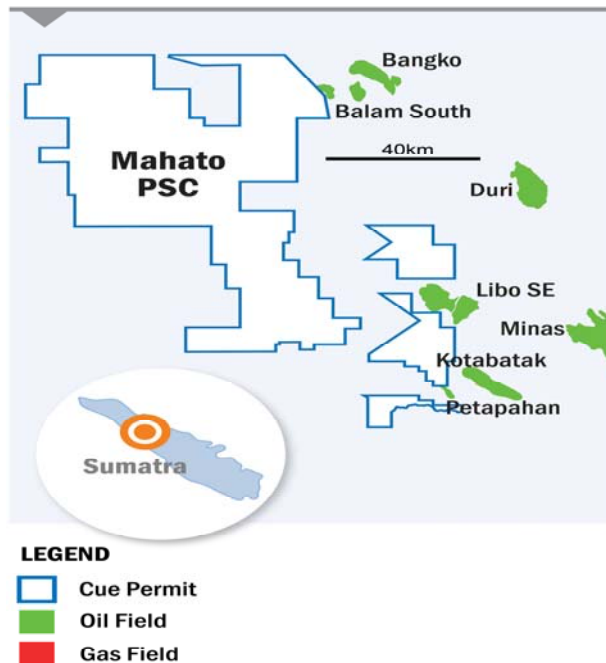 Bangko
Balam South
Mahato
PSC
40km
Duri
Libo SE
Minas
Kotabatak
Petapahan
Sumatra
LEGEND
Cue Permit
Oil Field
Gas Field